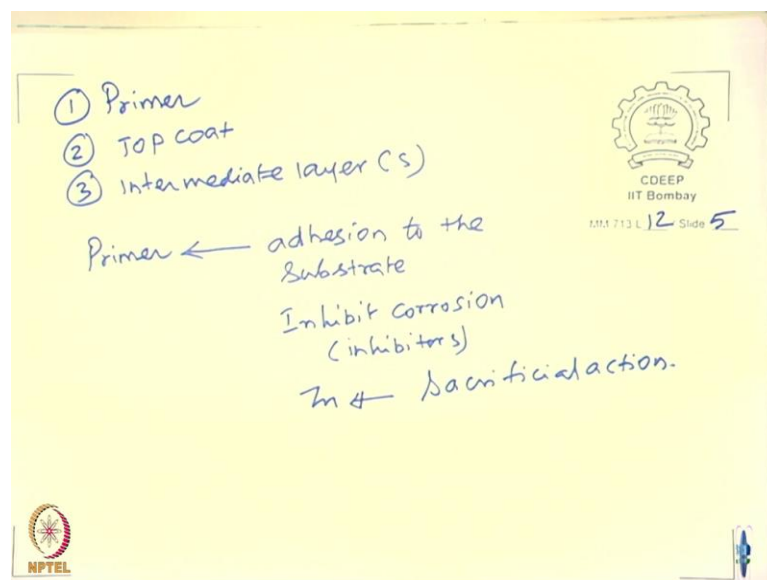 ① Primer
② TOP coat
③ Intermediate layer (s)
CDEEP
IIT Bombay
MM 713 L 12 Slide 5
Primer ← adhesion to the
substrate
Inhibit corrosion
(inhibitors)
Zn ← Sacrificial action.
NPTEL